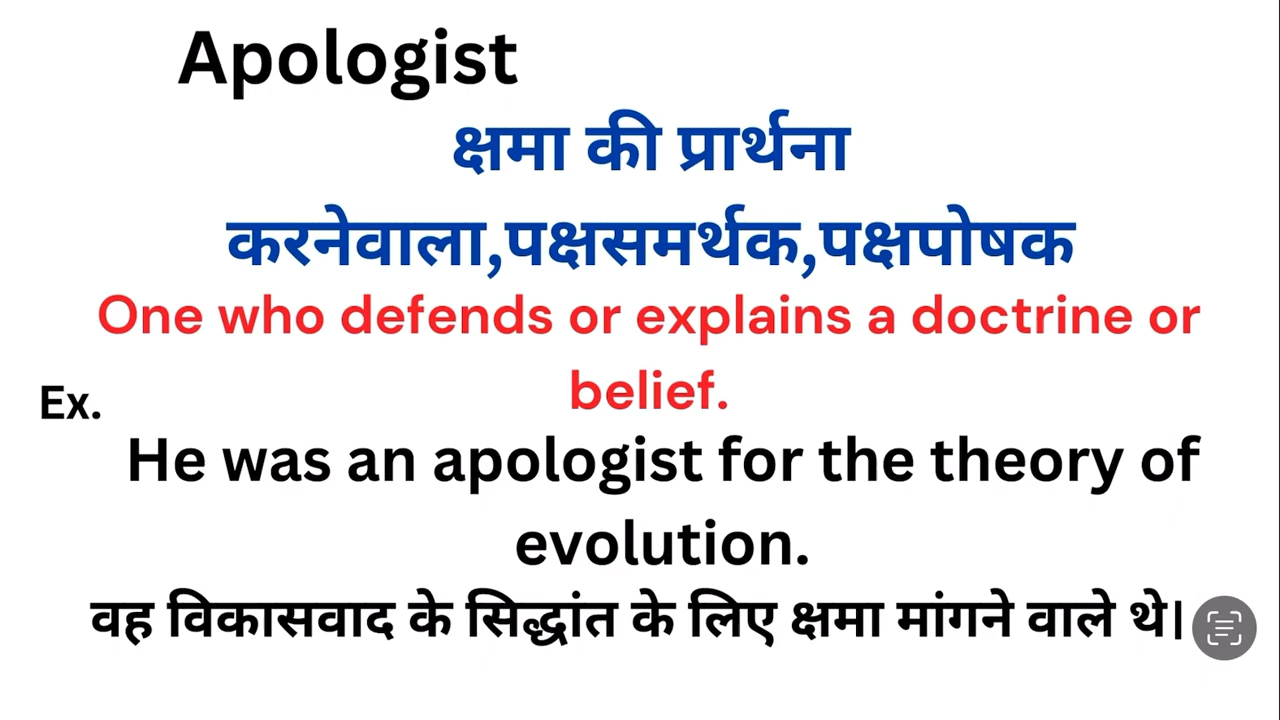 Apologist
क्षमा की प्रार्थना
करनेवाला,पक्षसमर्थक,पक्षपोषक
One who defends or explains a doctrine or
belief.
Ex.
He was an apologist for the theory of
evolution.
वह विकासवाद के सिद्धांत के लिए क्षमा मांगने वाले थे।